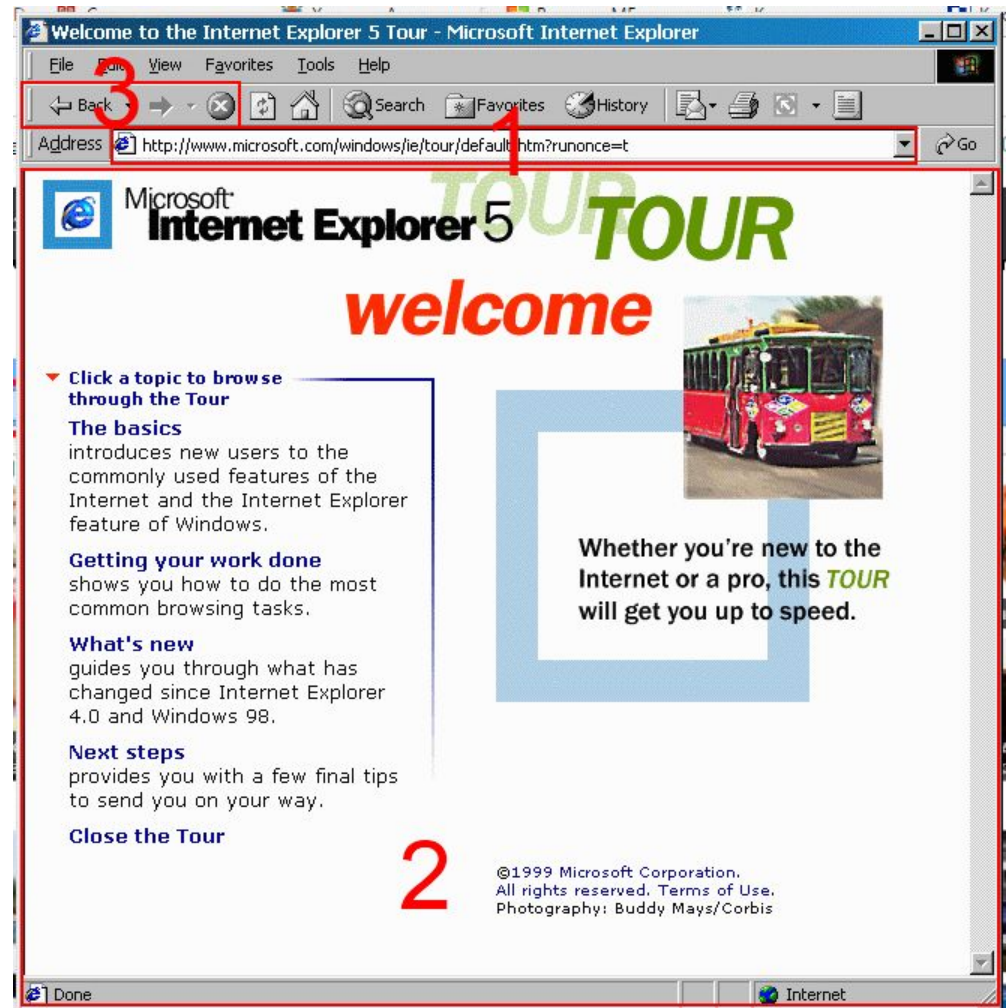 Welcome to the Internet Explorer 5 Tour - Microsoft Internet Explorer
File Edit View Favorites Tools Help
3
Back Search Favorites History
1
Address http://www.microsoft.com/windows/ie/tour/default.htm?runonce=t Go
TOUR
Microsoft
Internet Explorer 5 TOUR
welcome
Click a topic to browse
through the Tour
The basics
introduces new users to the
commonly used features of the
Internet and the Internet Explorer
feature of Windows.
Getting your work done
shows you how to do the most
common browsing tasks.
What's new
guides you through what has
changed since Internet Explorer
4.0 and Windows 98.
Next steps
provides you with a few final tips
to send you on your way.
Close the Tour
Whether you're new to the
Internet or a pro, this TOUR
will get you up to speed.
2
©1999 Microsoft Corporation.
All rights reserved. Terms of Use.
Photography: Buddy Mays/Corbis
Done Internet